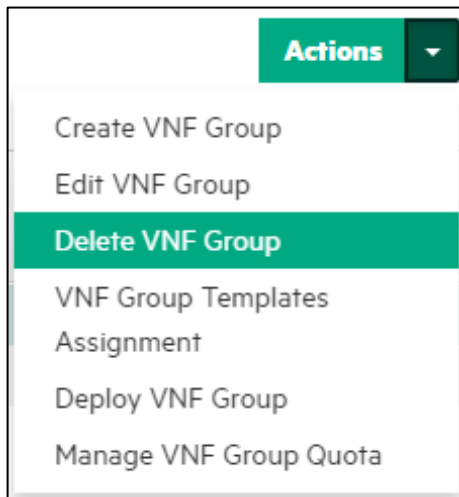 Actions
Create VNF Group
Edit VNF Group
Delete VNF Group
VNF Group Templates
Assignment
Deploy VNF Group
Manage VNF Group Quota